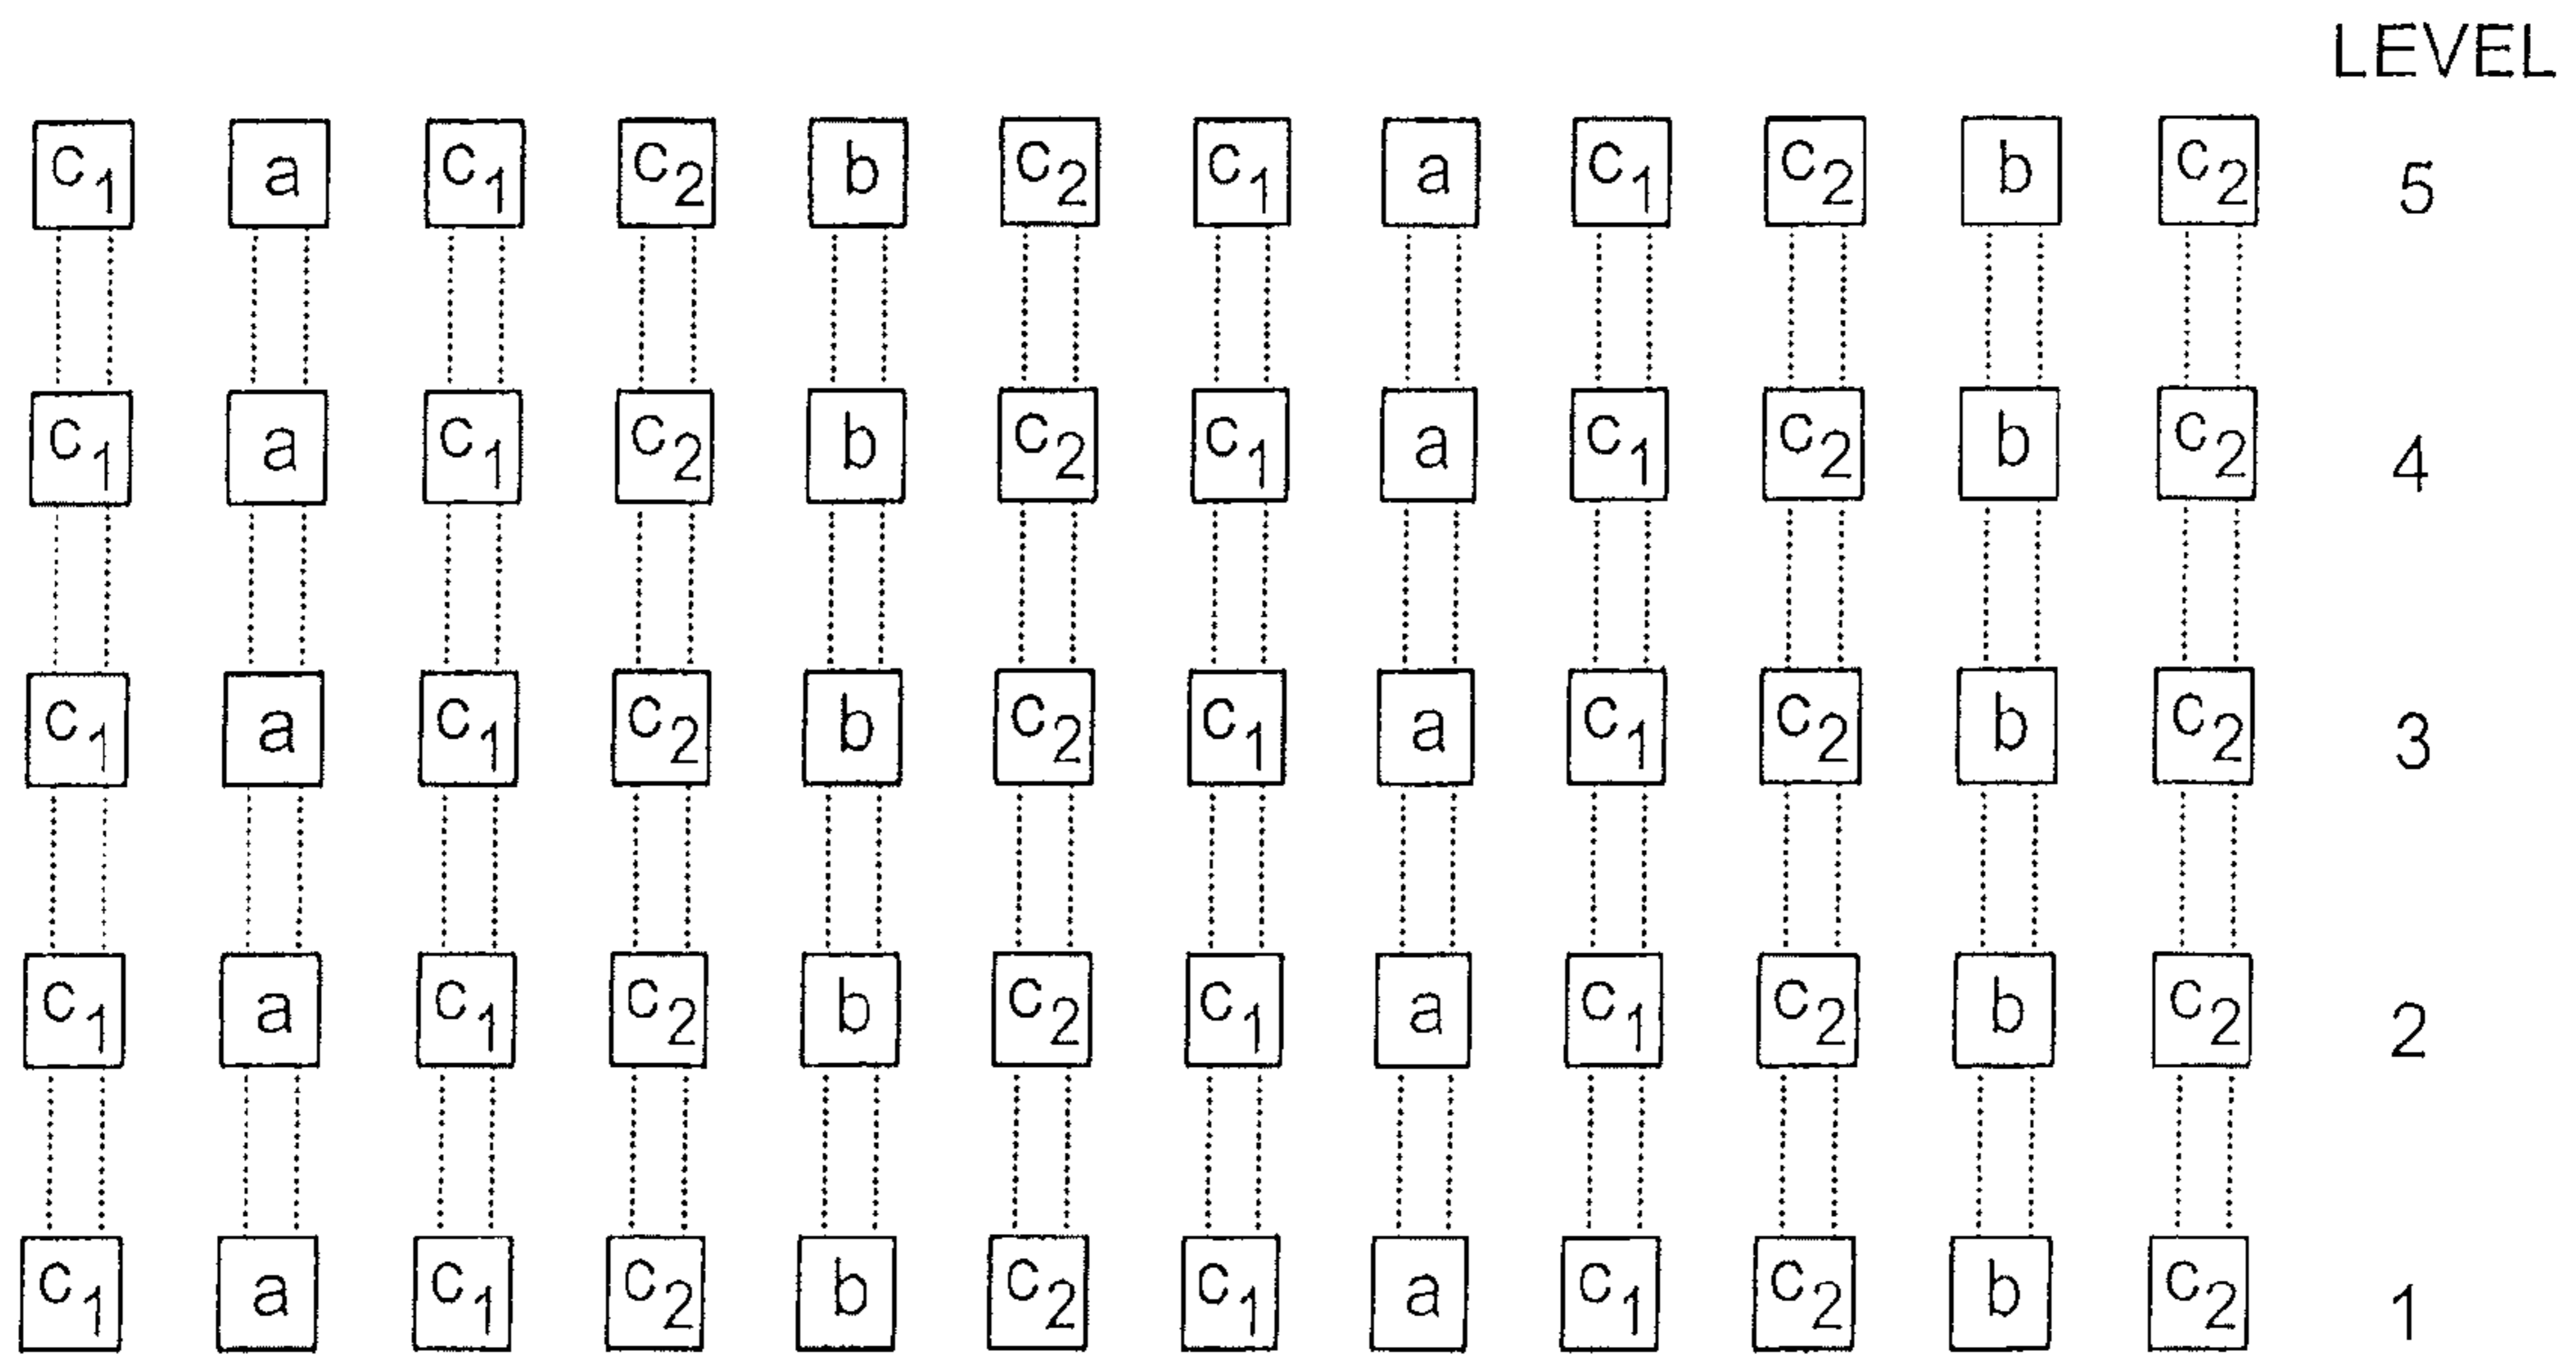 LEVEL
c₁ a c₁ c₂ b c₂ c₁ a c₁ c₂ b c₂ 5
c₁ a c₁ c₂ b c₂ c₁ a c₁ c₂ b c₂ 4
c₁ a c₁ c₂ b c₂ c₁ a c₁ c₂ b c₂ 3
c₁ a c₁ c₂ b c₂ c₁ a c₁ c₂ b c₂ 2
c₁ a c₁ c₂ b c₂ c₁ a c₁ c₂ b c₂ 1